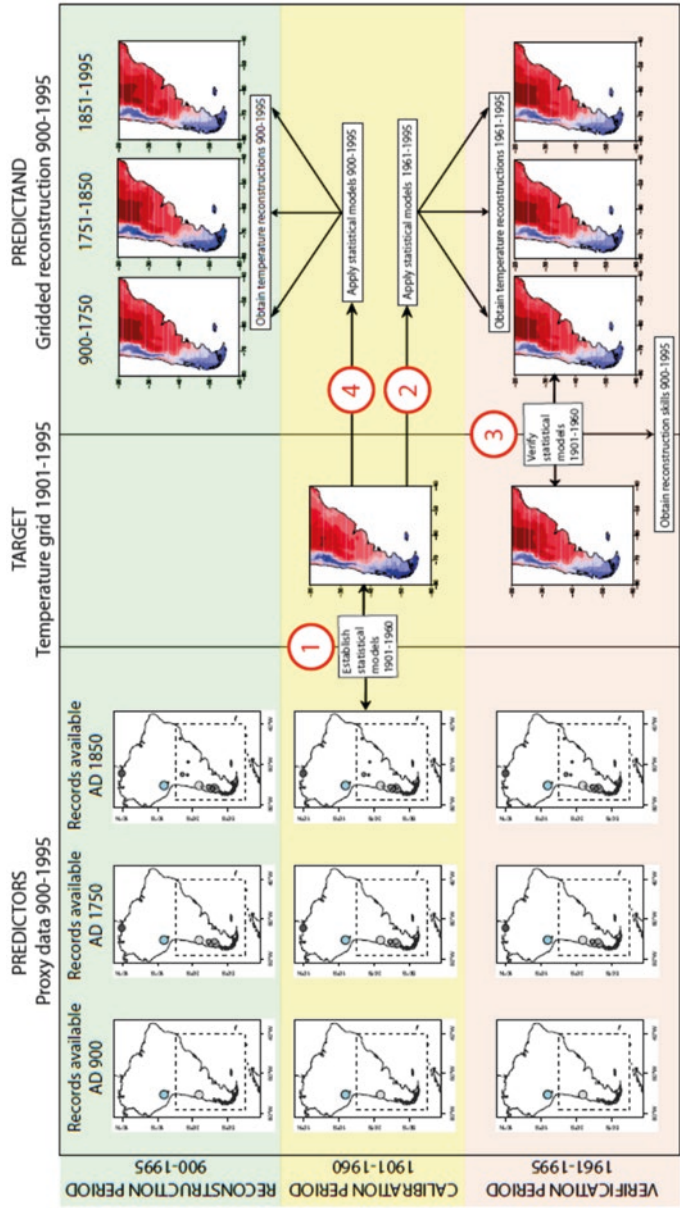 PREDICTORS
Proxy data 900-1995
TARGET
Temperature grid 1901-1995
PREDICTAND
Gridded reconstruction 900-1995
Records available
AD 900
Records available
AD 1750
Records available
AD 1850
900-1750
1751-1850
1851-1995
RECONSTRUCTION PERIOD
900-1995
Obtain temperature reconstructions 900-1995
CALIBRATION PERIOD
1901-1960
1
Establish
statistical
models
1901-1960
4
Apply statistical models 900-1995
2
Apply statistical models 1961-1995
VERIFICATION PERIOD
1961-1995
Obtain temperature reconstructions 1961-1995
3
Verify
statistical
models
1901-1960
Obtain reconstruction skills 900-1995